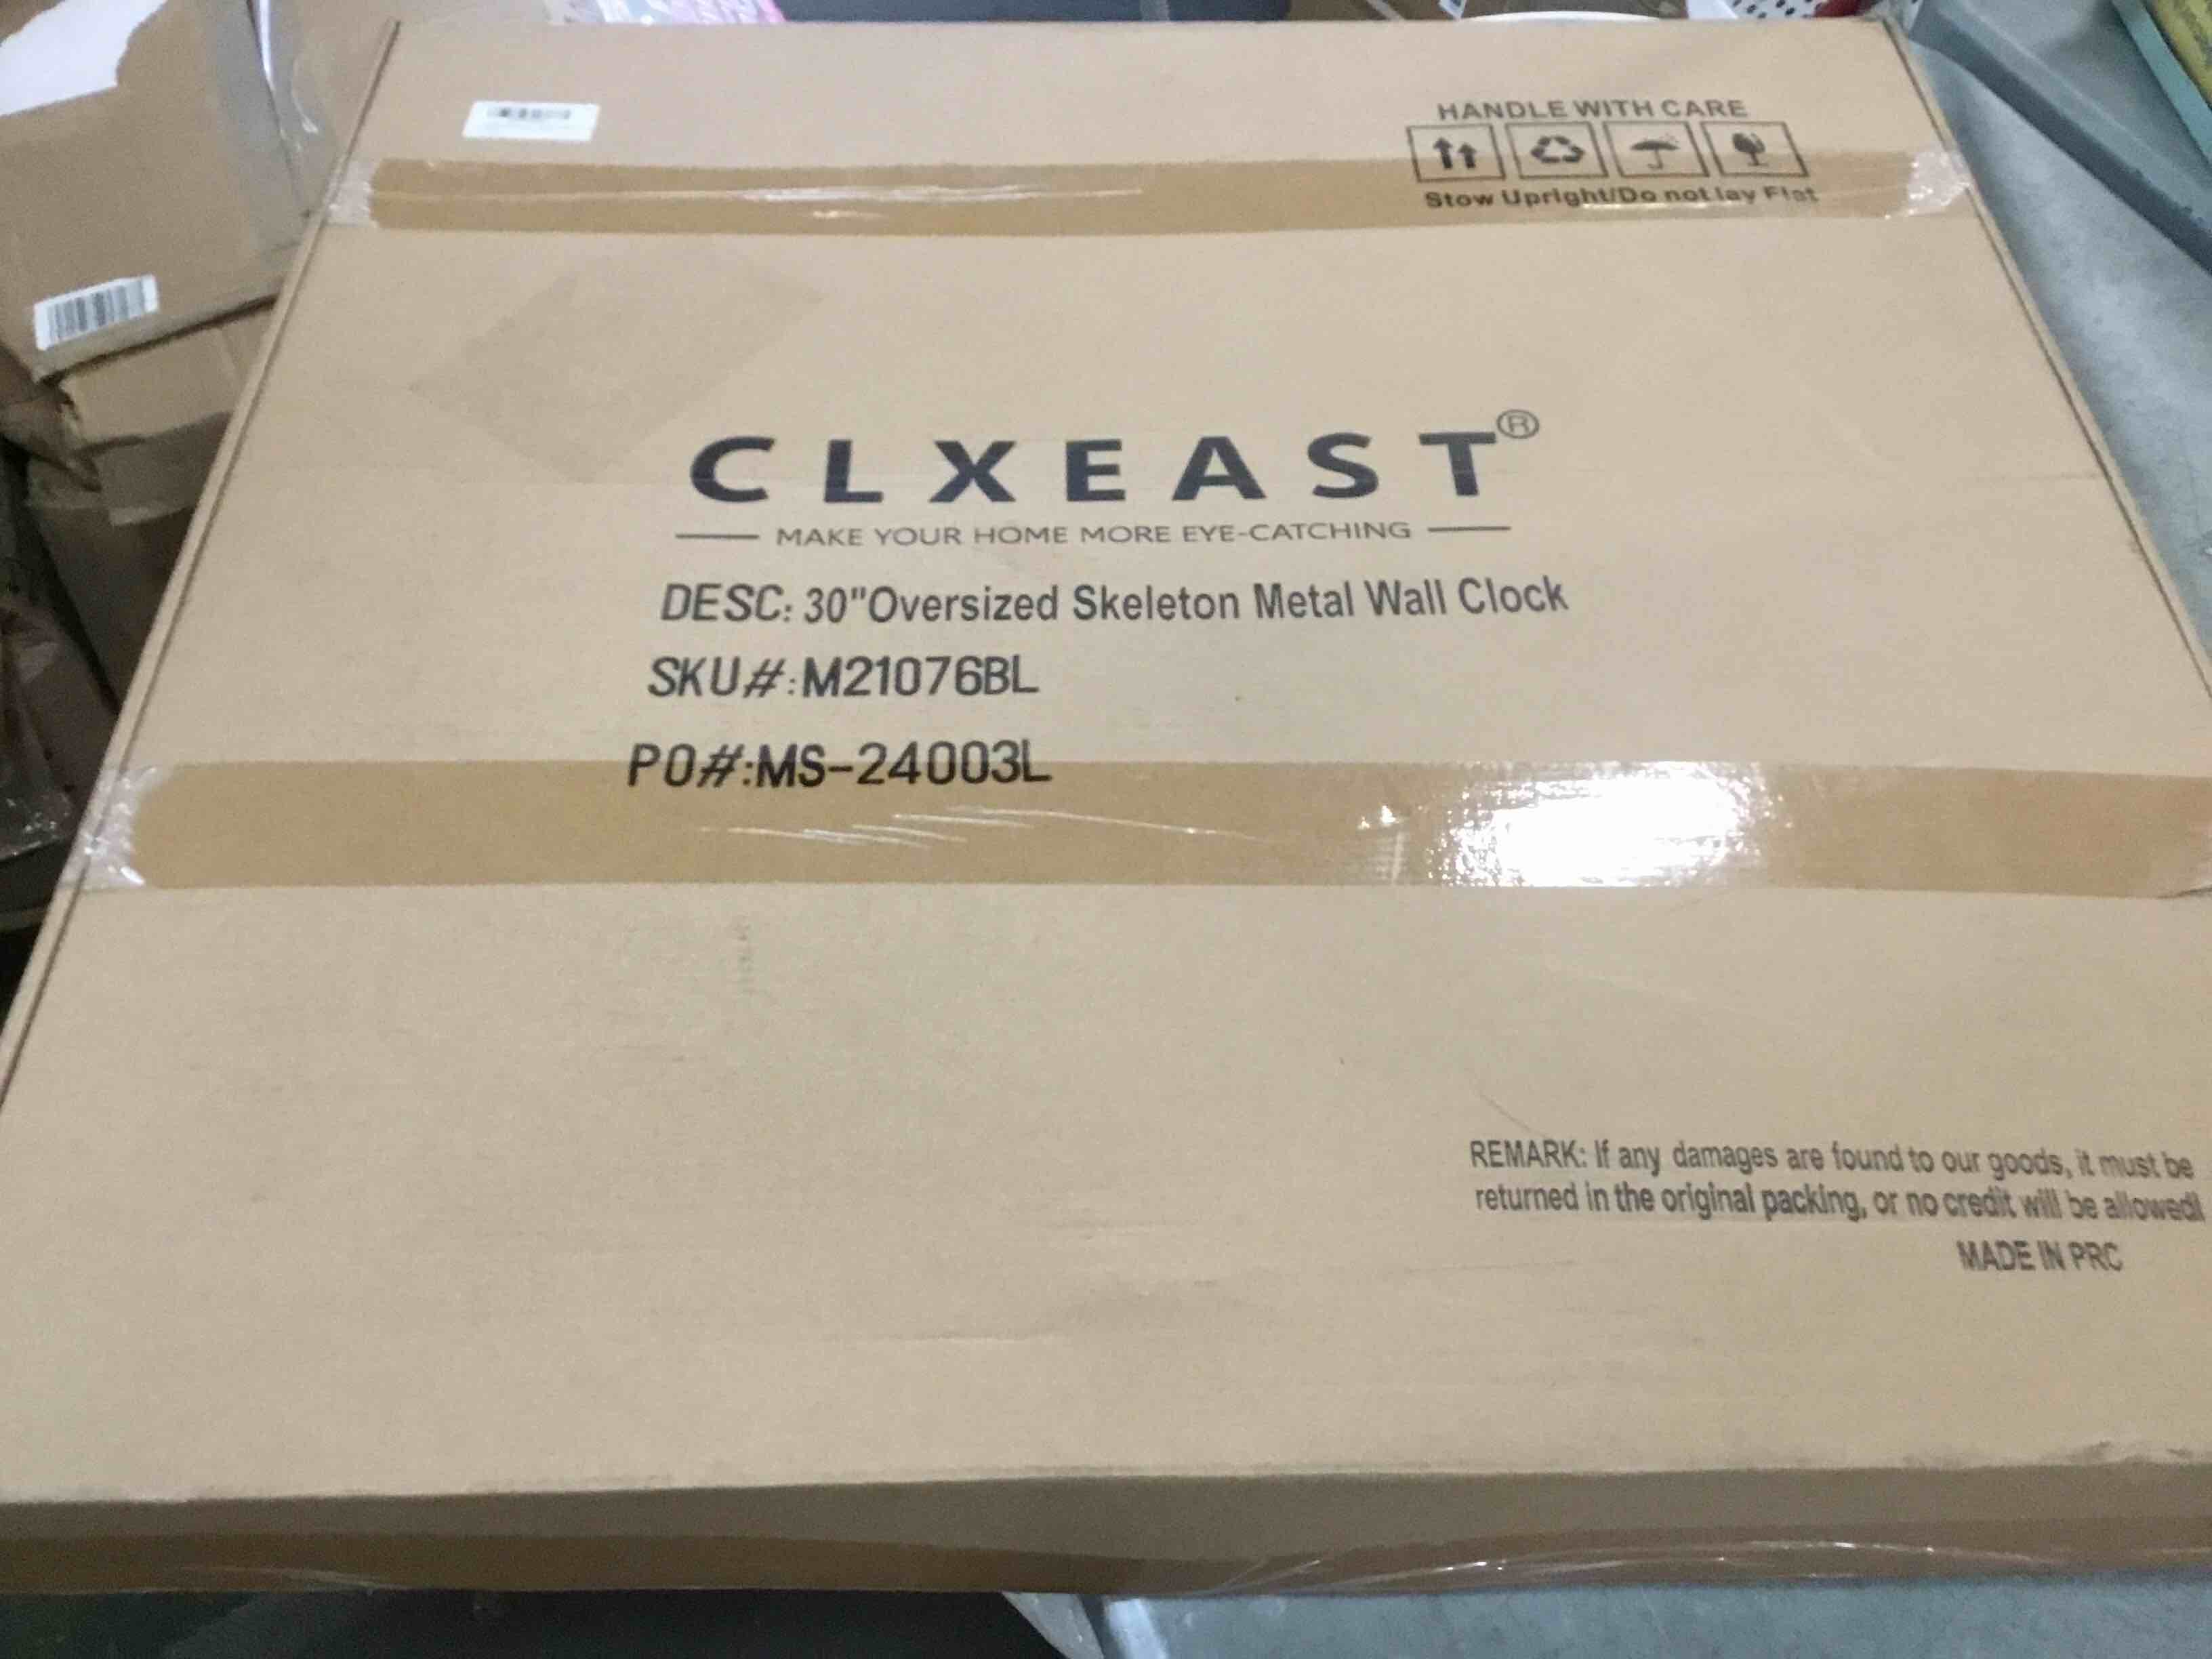 HANDLE WITH CARE
Stow Upright/Do not lay Flat
CLXEAST®
MAKE YOUR HOME MORE EYE-CATCHING
DESC: 30"Oversized Skeleton Metal Wall Clock
SKU#:M21076BL
PO#:MS-24003L
REMARK: If any damages are found to our goods, it must be
returned in the original packing, or no credit will be allowed!
MADE IN PRC